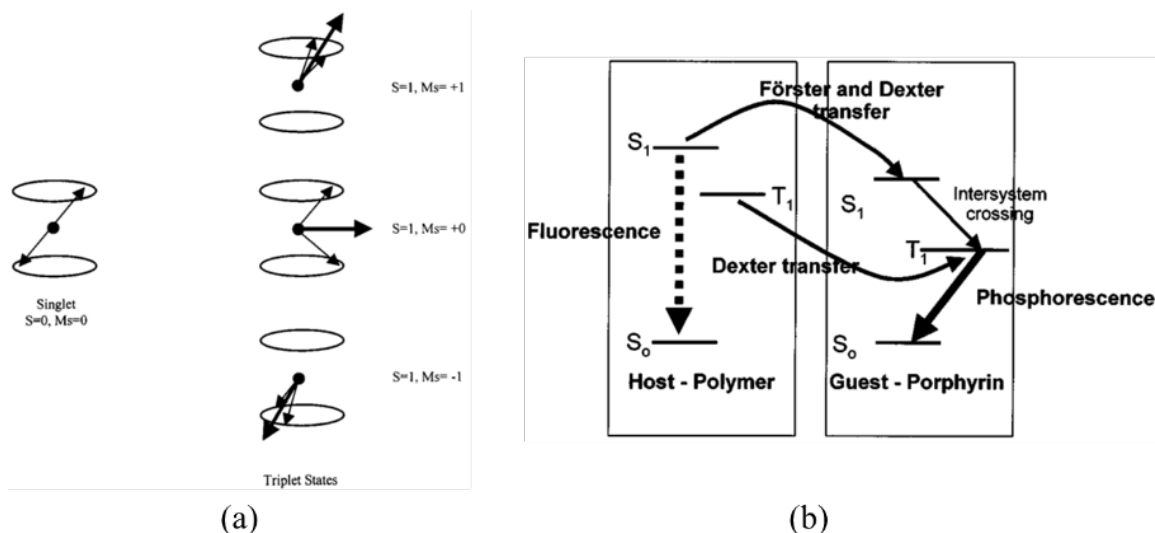 S=1, Ms= +1
S=1, Ms= +0
Singlet
S=0, Ms=0
S=1, Ms= -1
Triplet States
(a)
Förster and Dexter
transfer
S1
T1
S1
Intersystem
crossing
Fluorescence
T1
Dexter transfer
Phosphorescence
So
So
Host - Polymer
Guest - Porphyrin
(b)